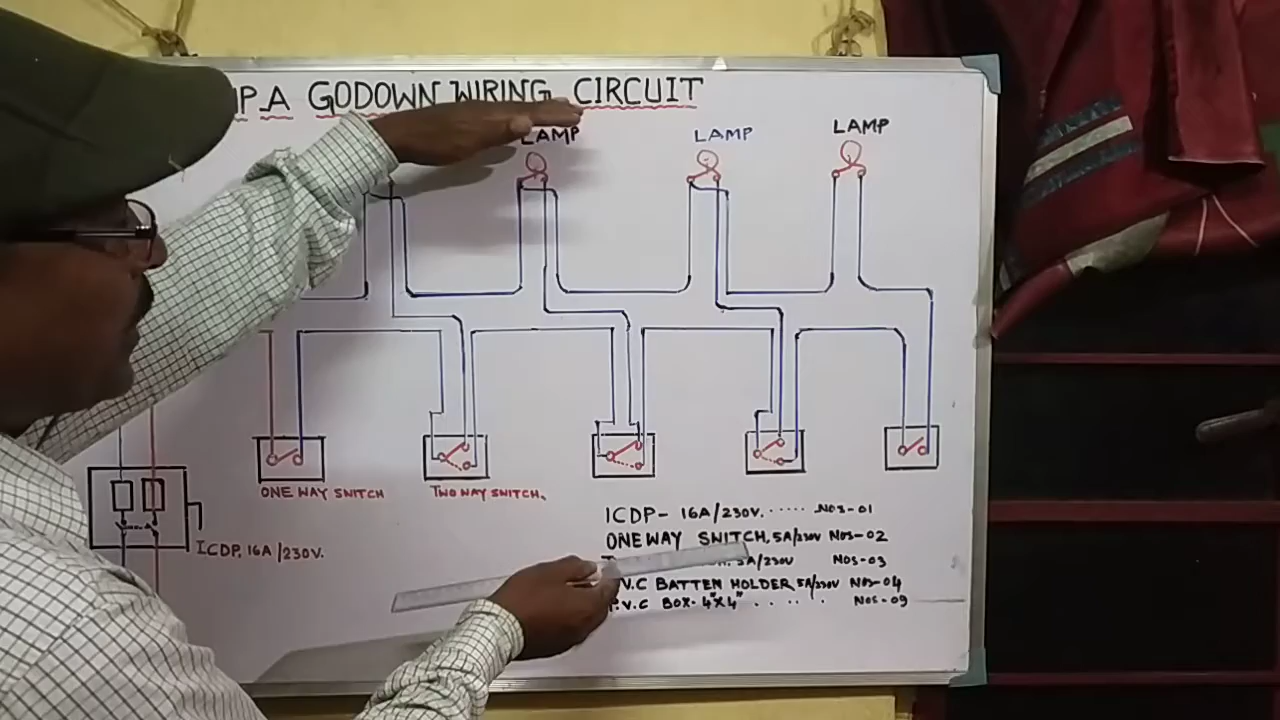 P.A GODOWN WIRING CIRCUIT
LAMP
LAMP
LAMP
ONE WAY SWITCH
TWO WAY SWITCH.
ICDP, 16A/230V.
ICDP- 16A/230V. ..... NOS-01
ONE WAY SWITCH, 5A/230V NOS-02
5A/230V NOS-03
.V.C BATTEN HOLDER 5A/230V NOS-04
P.V.C BOX-4"X4" ..... NOS-09